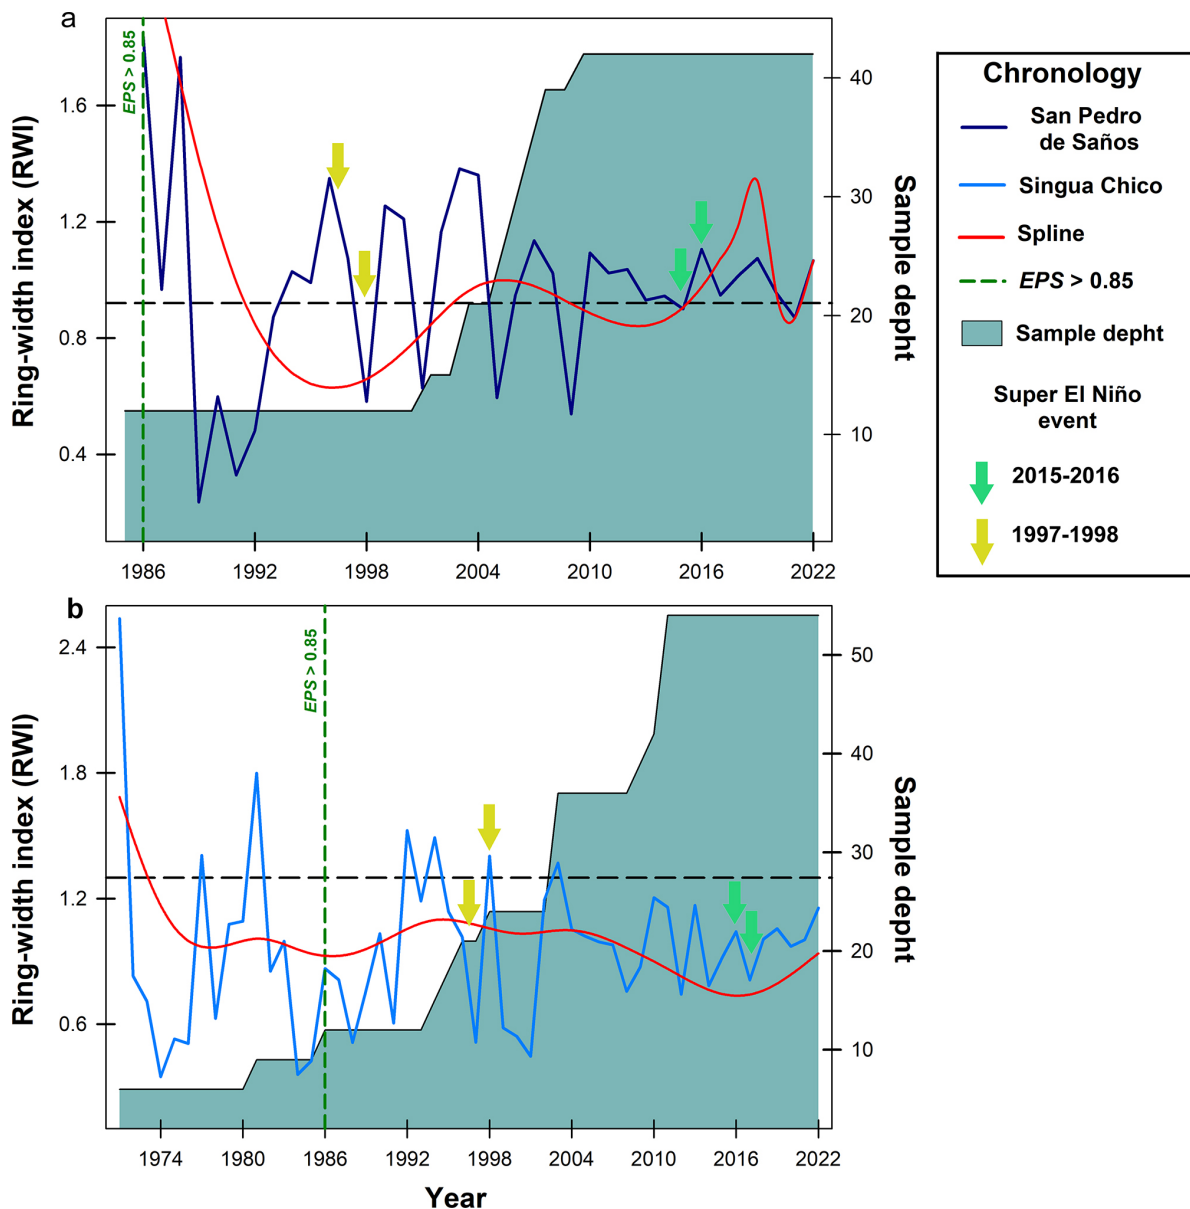 a
EPS > 0.85
Ring-width index (RWI)
1.6
1.2
0.8
0.4
40
30
20
10
Sample depht
1986
1992
1998
2004
2010
2016
2022
Chronology
San Pedro
de Saños
Singua Chico
Spline
EPS > 0.85
Sample depht
Super El Niño
event
2015-2016
1997-1998
b
EPS > 0.85
Ring-width index (RWI)
2.4
1.8
1.2
0.6
50
40
30
20
10
Sample depht
1974
1980
1986
1992
1998
2004
2010
2016
2022
Year